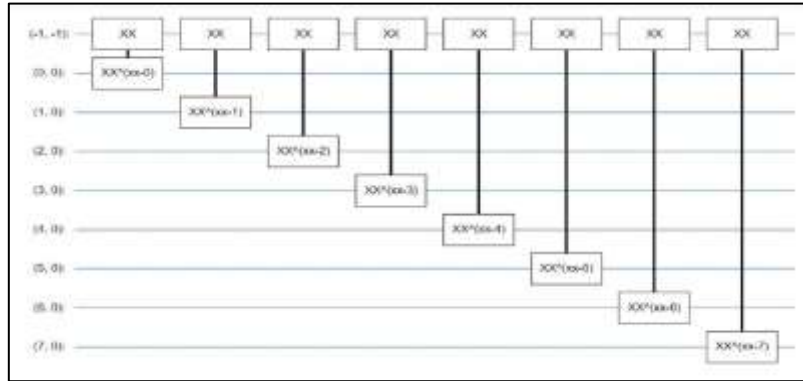 (-1, -1): XX XX XX XX XX XX XX XX
(0, 0): XX^(xx-0)
(1, 0): XX^(xx-1)
(2, 0): XX^(xx-2)
(3, 0): XX^(xx-3)
(4, 0): XX^(xx-4)
(5, 0): XX^(xx-5)
(6, 0): XX^(xx-6)
(7, 0): XX^(xx-7)